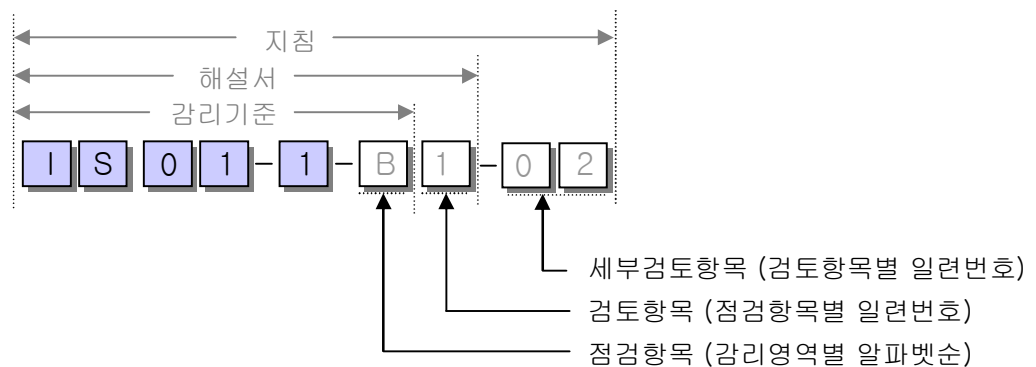 지침
해설서
감리기준
I S 0 1 - 1 - B 1 - 0 2
세부검토항목 (검토항목별 일련번호)
검토항목 (점검항목별 일련번호)
점검항목 (감리영역별 알파벳순)